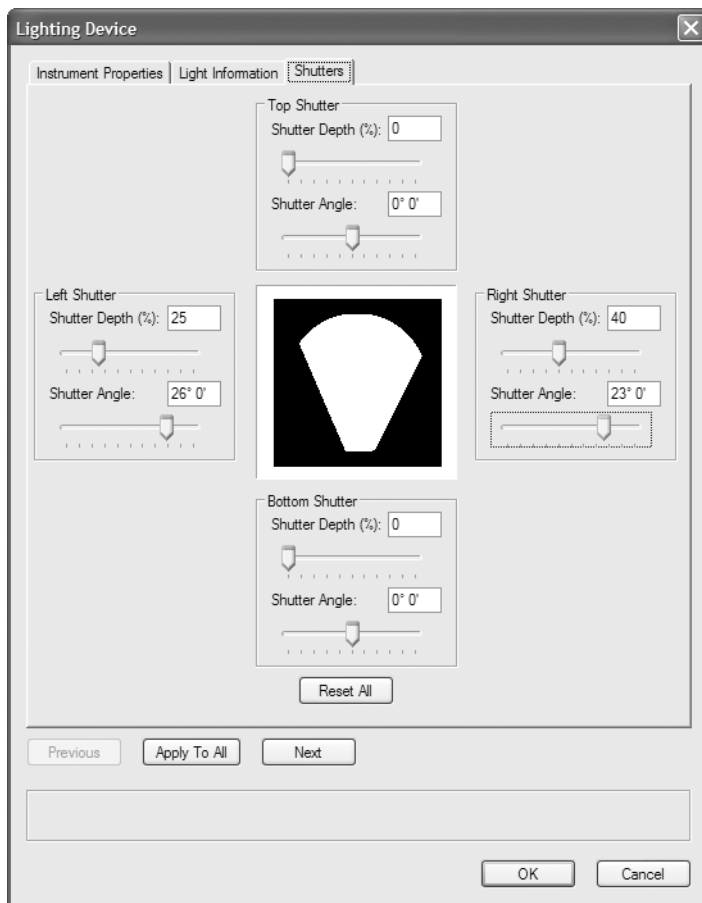 Lighting Device
Instrument Properties Light Information Shutters
Top Shutter
Shutter Depth (%): 0
Shutter Angle: 0° 0'
Left Shutter
Shutter Depth (%): 25
Shutter Angle: 26° 0'
Right Shutter
Shutter Depth (%): 40
Shutter Angle: 23° 0'
Bottom Shutter
Shutter Depth (%): 0
Shutter Angle: 0° 0'
Reset All
Previous Apply To All Next
OK Cancel